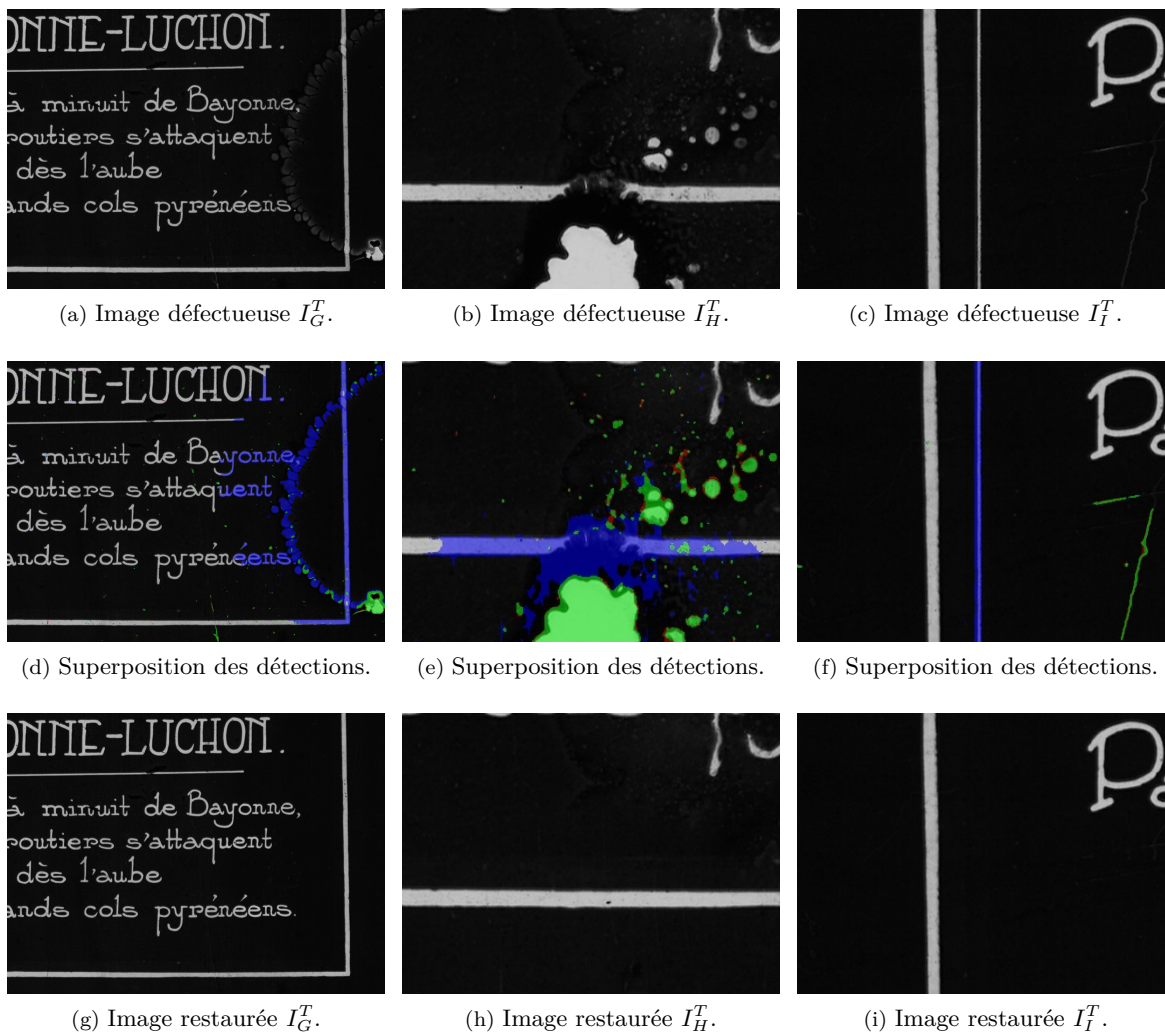 ONNE-LUCHON.
à minuit de Bayonne,
routiers s'attaquent
dès l'aube
ands cols pyrénéens.
P.
(a) Image défectueuse I_G^T.
(b) Image défectueuse I_H^T.
(c) Image défectueuse I_I^T.
ONNE-LUCHON.
à minuit de Bayonne,
routiers s'attaquent
dès l'aube
ands cols pyrénéens.
P
(d) Superposition des détections.
(e) Superposition des détections.
(f) Superposition des détections.
ONNE-LUCHON.
à minuit de Bayonne,
routiers s'attaquent
dès l'aube
ands cols pyrénéens.
P
(g) Image restaurée I_G^T.
(h) Image restaurée I_H^T.
(i) Image restaurée I_I^T.